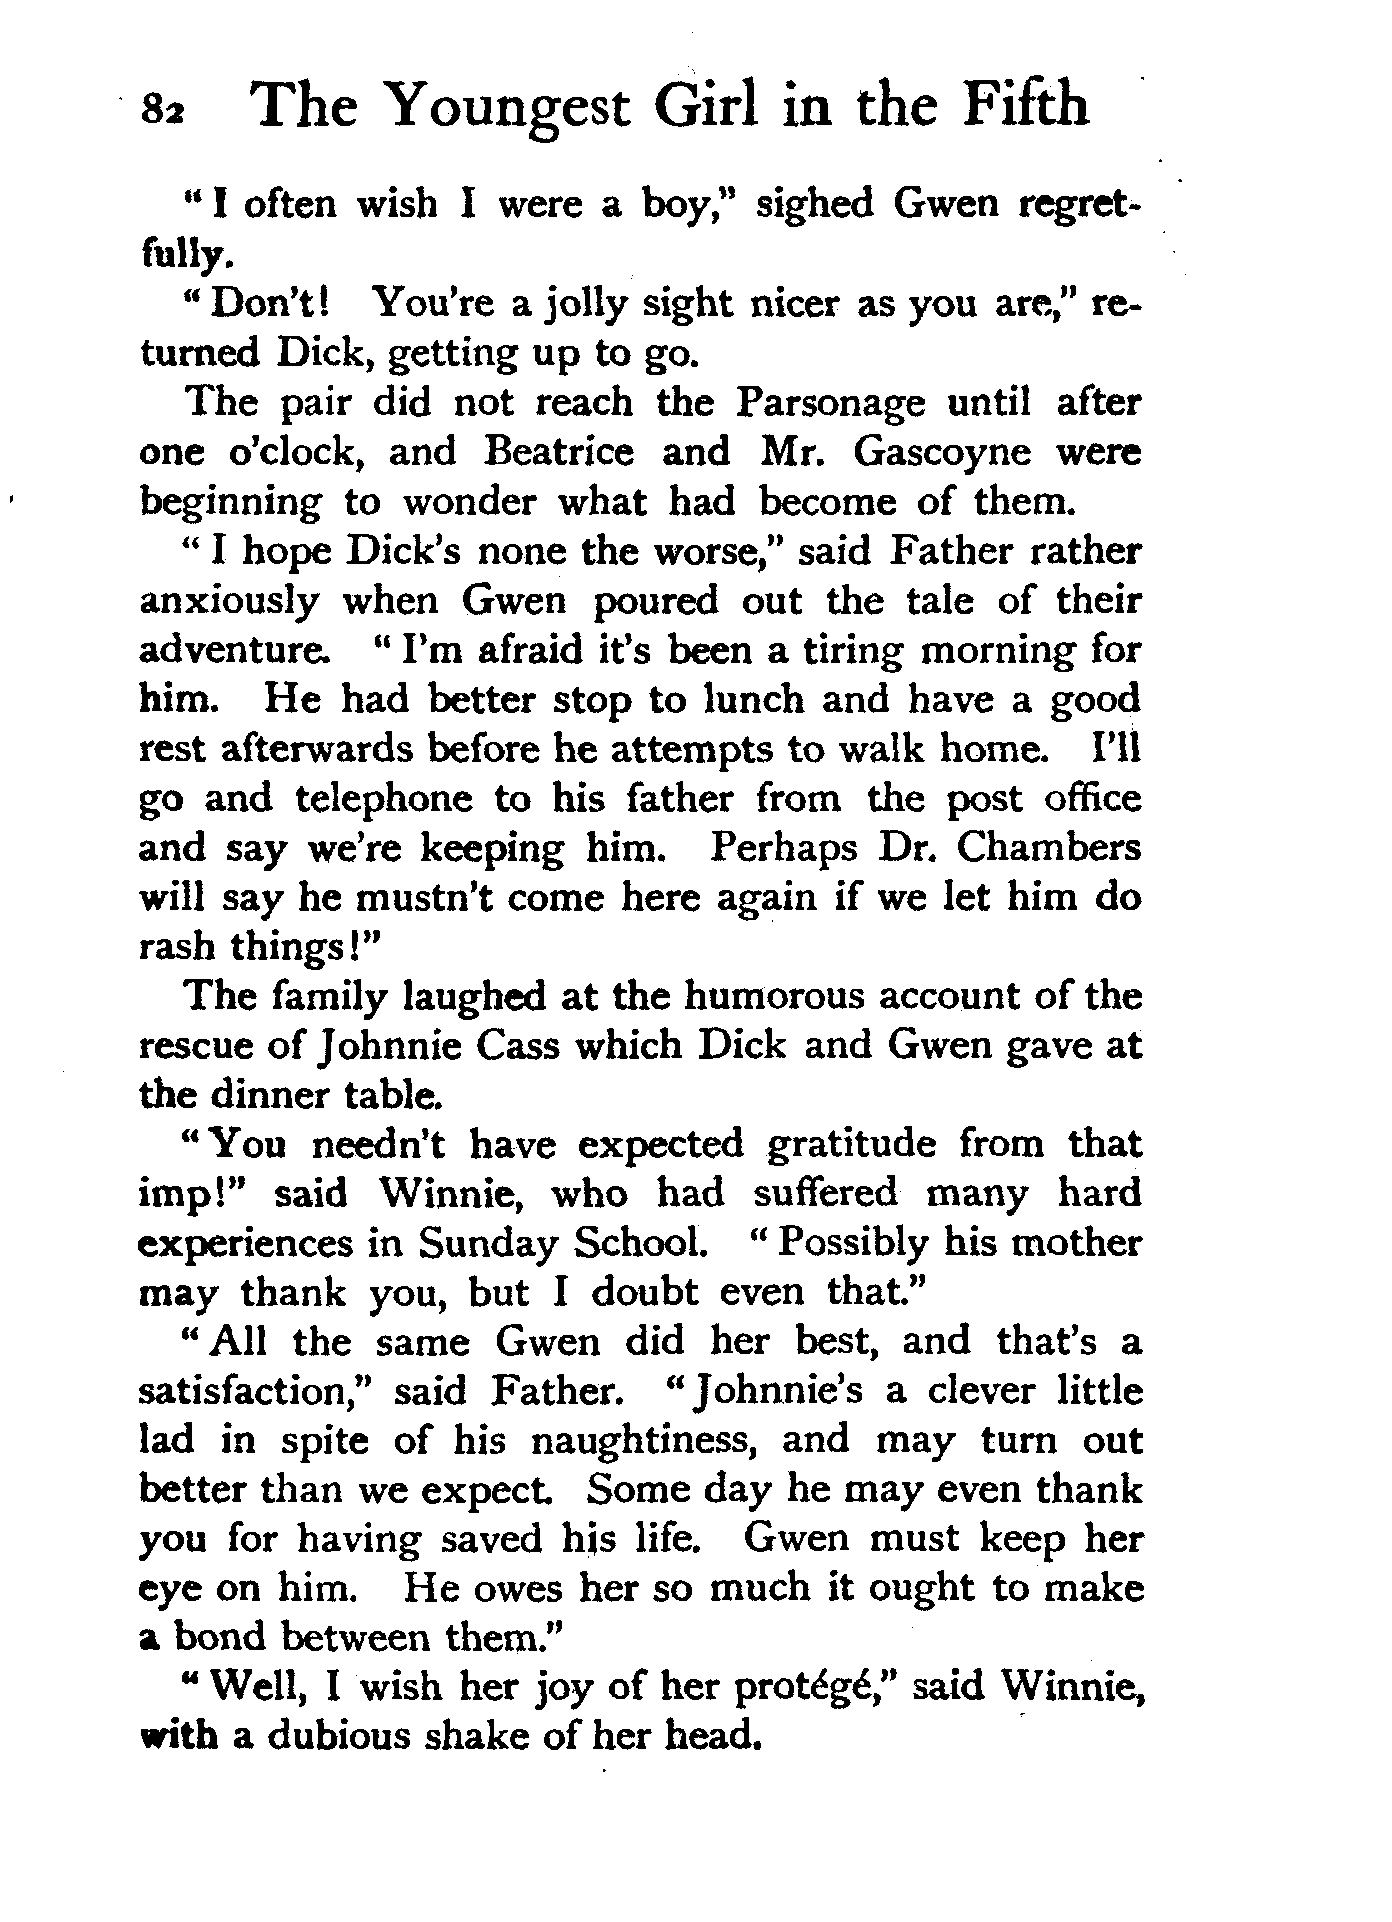 82 The Youngest Girl in the Fifth
“I often wish I were a boy,” sighed Gwen regret-
fully.
“Don't! You're a jolly sight nicer as you are,” re-
turned Dick, getting up to go.
The pair did not reach the Parsonage until after
one o'clock, and Beatrice and Mr. Gascoyne were
beginning to wonder what had become of them.
“I hope Dick's none the worse,” said Father rather
anxiously when Gwen poured out the tale of their
adventure. “I'm afraid it's been a tiring morning for
him. He had better stop to lunch and have a good
rest afterwards before he attempts to walk home. I'll
go and telephone to his father from the post office
and say we're keeping him. Perhaps Dr. Chambers
will say he mustn't come here again if we let him do
rash things!”
The family laughed at the humorous account of the
rescue of Johnnie Cass which Dick and Gwen gave at
the dinner table.
“You needn't have expected gratitude from that
imp!” said Winnie, who had suffered many hard
experiences in Sunday School. “Possibly his mother
may thank you, but I doubt even that.”
“All the same Gwen did her best, and that's a
satisfaction,” said Father. “Johnnie's a clever little
lad in spite of his naughtiness, and may turn out
better than we expect. Some day he may even thank
you for having saved his life. Gwen must keep her
eye on him. He owes her so much it ought to make
a bond between them.”
“Well, I wish her joy of her protégé,” said Winnie,
with a dubious shake of her head.